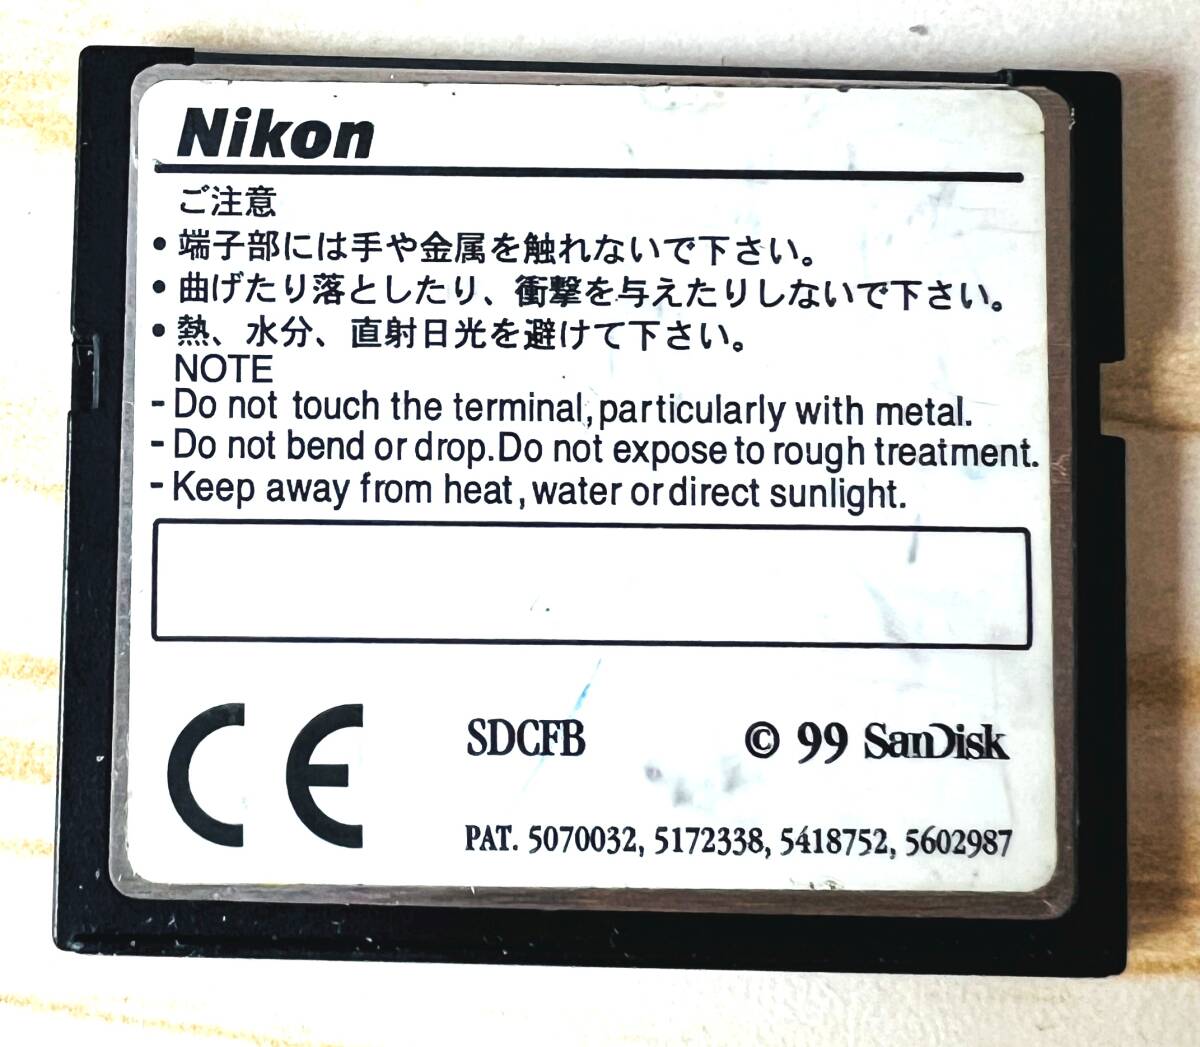 Nikon
ご注意
• 端子部には手や金属を触れないで下さい。
• 曲げたり落としたり、衝撃を与えたりしないで下さい。
• 熱、水分、直射日光を避けて下さい。
NOTE
- Do not touch the terminal, particularly with metal.
- Do not bend or drop. Do not expose to rough treatment.
- Keep away from heat, water or direct sunlight.
CE SDCFB © 99 SanDisk
PAT. 5070032, 5172338, 5418752, 5602987